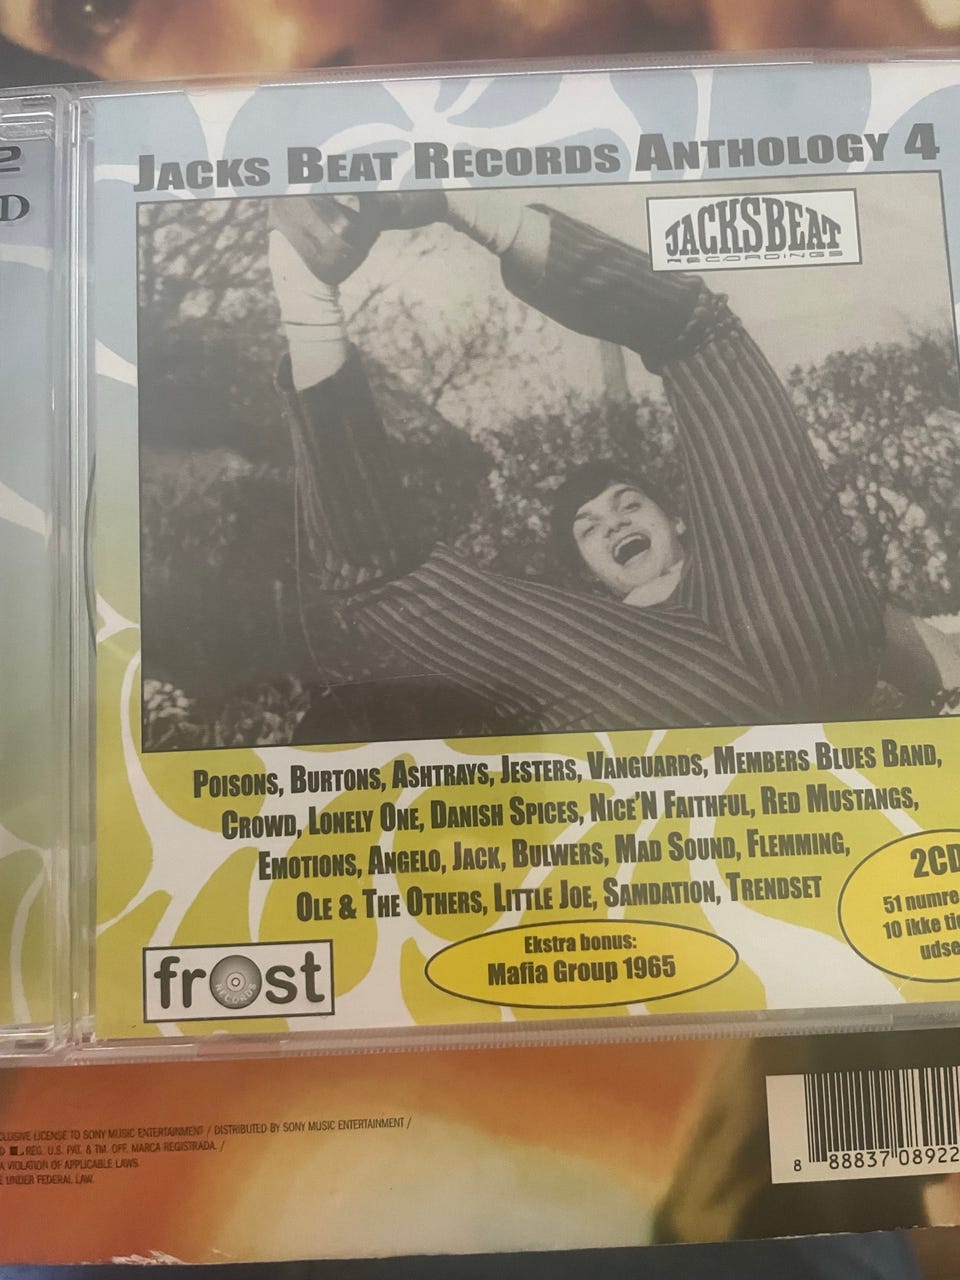 2
D
JACKS BEAT RECORDS ANTHOLOGY 4
JACKSBEAT
RECORDINGS
POISONS, BURTONS, ASHTRAYS, JESTERS, VANGUARDS, MEMBERS BLUES BAND,
CROWD, LONELY ONE, DANISH SPICES, NICE'N FAITHFUL, RED MUSTANGS,
EMOTIONS, ANGELO, JACK, BULWERS, MAD SOUND, FLEMMING,
OLE & THE OTHERS, LITTLE JOE, SAMDATION, TRENDSET
2CD
51 numre
10 ikke
Ekstra bonus:
Mafia Group 1965
frost
RECORDS
LICENSE TO SONY MUSIC ENTERTAINMENT / DISTRIBUTED BY SONY MUSIC ENTERTAINMENT /
REG. U.S. PAT. & TM. OFF. MARCA REGISTRADA. /
A VIOLATION OF APPLICABLE LAWS
UNDER FEDERAL LAW.
8 88837 08922